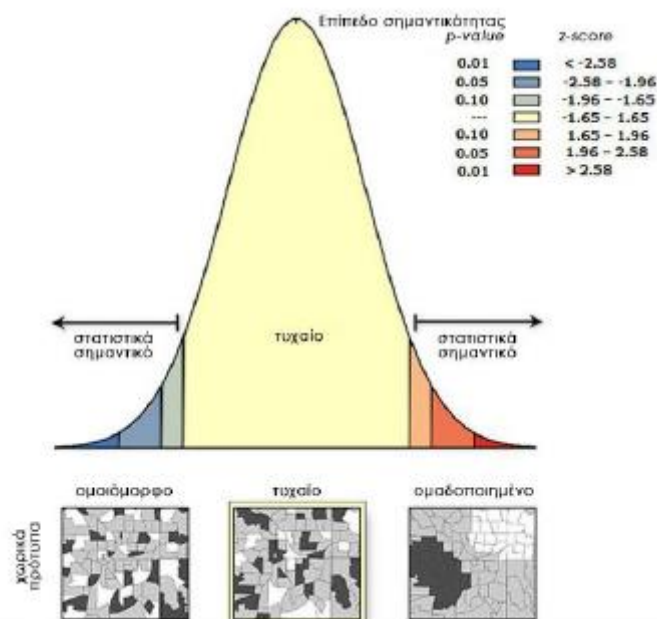 Επίπεδο σημαντικότητας
p-value z-score
0.01 < -2.58
0.05 -2.58 – -1.96
0.10 -1.96 – -1.65
--- -1.65 – 1.65
0.10 1.65 – 1.96
0.05 1.96 – 2.58
0.01 > 2.58
στατιστικά
σημαντικό
τυχαίο
στατιστικά
σημαντικό
ομοιόμορφο
τυχαίο
ομαδοποιημένο
χωρικά
πρότυπα